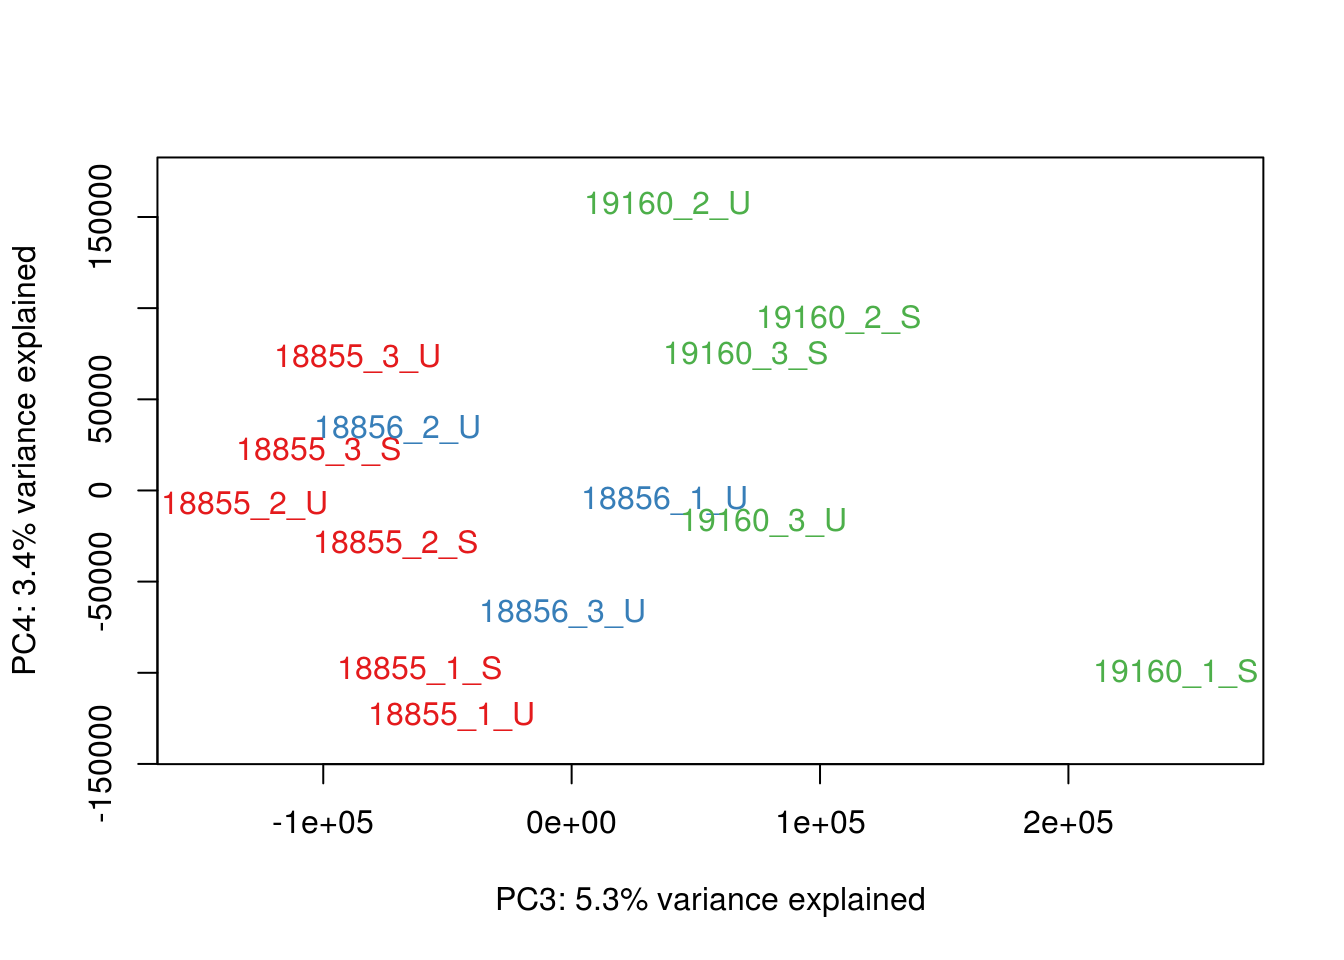 19160_2_U
19160_2_S
19160_3_S
18855_3_U
18856_2_U
18855_3_S
18856_1_U
18855_2_U
19160_3_U
18855_2_S
18856_3_U
18855_1_S
19160_1_S
18855_1_U
150000
50000
0
-50000
-150000
PC4: 3.4% variance explained
-1e+05 0e+00 1e+05 2e+05
PC3: 5.3% variance explained